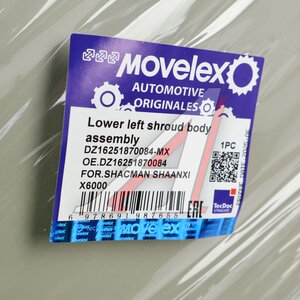 MOVELEX
AUTOMOTIVE
ORIGINALES
Lower left shroud body
assembly
1PC
DZ16251870084-MX
OE.DZ16251870084
FOR.SHACMAN SHAANXI
X6000
TecDoc
STANDARD
EAC